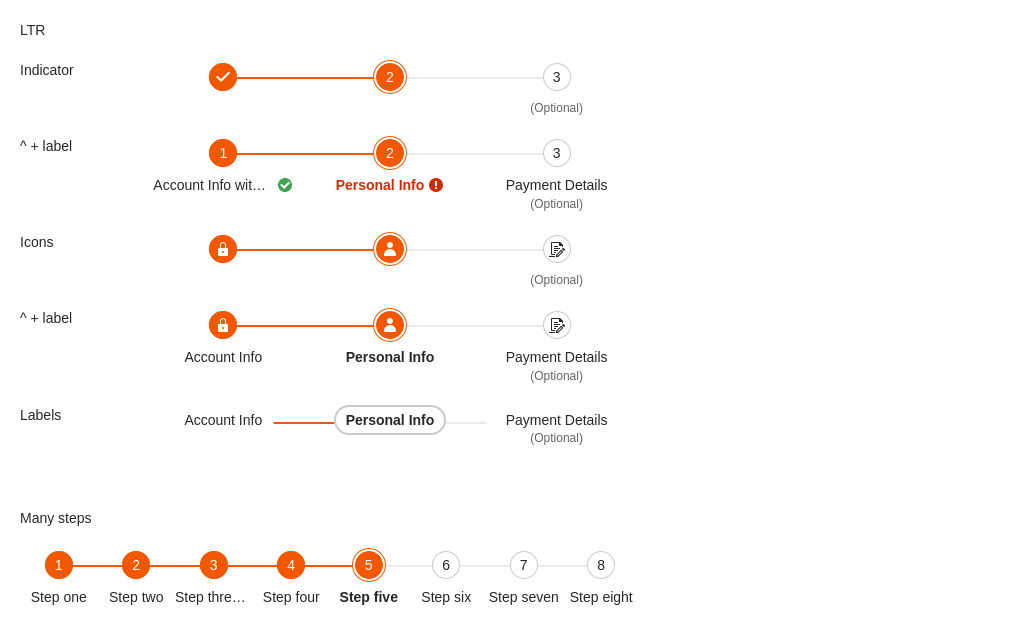 LTR
Indicator
2
3
(Optional)
^ + label
1
2
3
Account Info wit…
Personal Info
Payment Details
(Optional)
Icons
(Optional)
^ + label
Account Info
Personal Info
Payment Details
(Optional)
Labels
Account Info
Personal Info
Payment Details
(Optional)
Many steps
1 2 3 4 5 6 7 8
Step one Step two Step thre… Step four Step five Step six Step seven Step eight